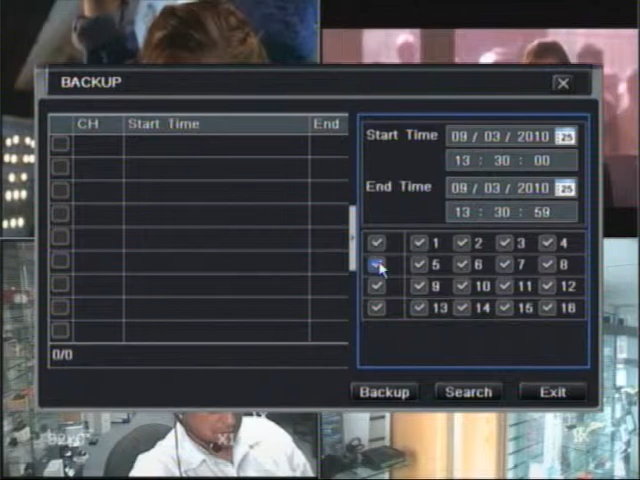 BACKUP
CH Start Time End
0/0
Start Time 09 / 03 / 2010 25
13 : 30 : 00
End Time 09 / 03 / 2010 25
13 : 30 : 59
1 2 3 4
5 6 7 8
9 10 11 12
13 14 15 16
Backup Search Exit